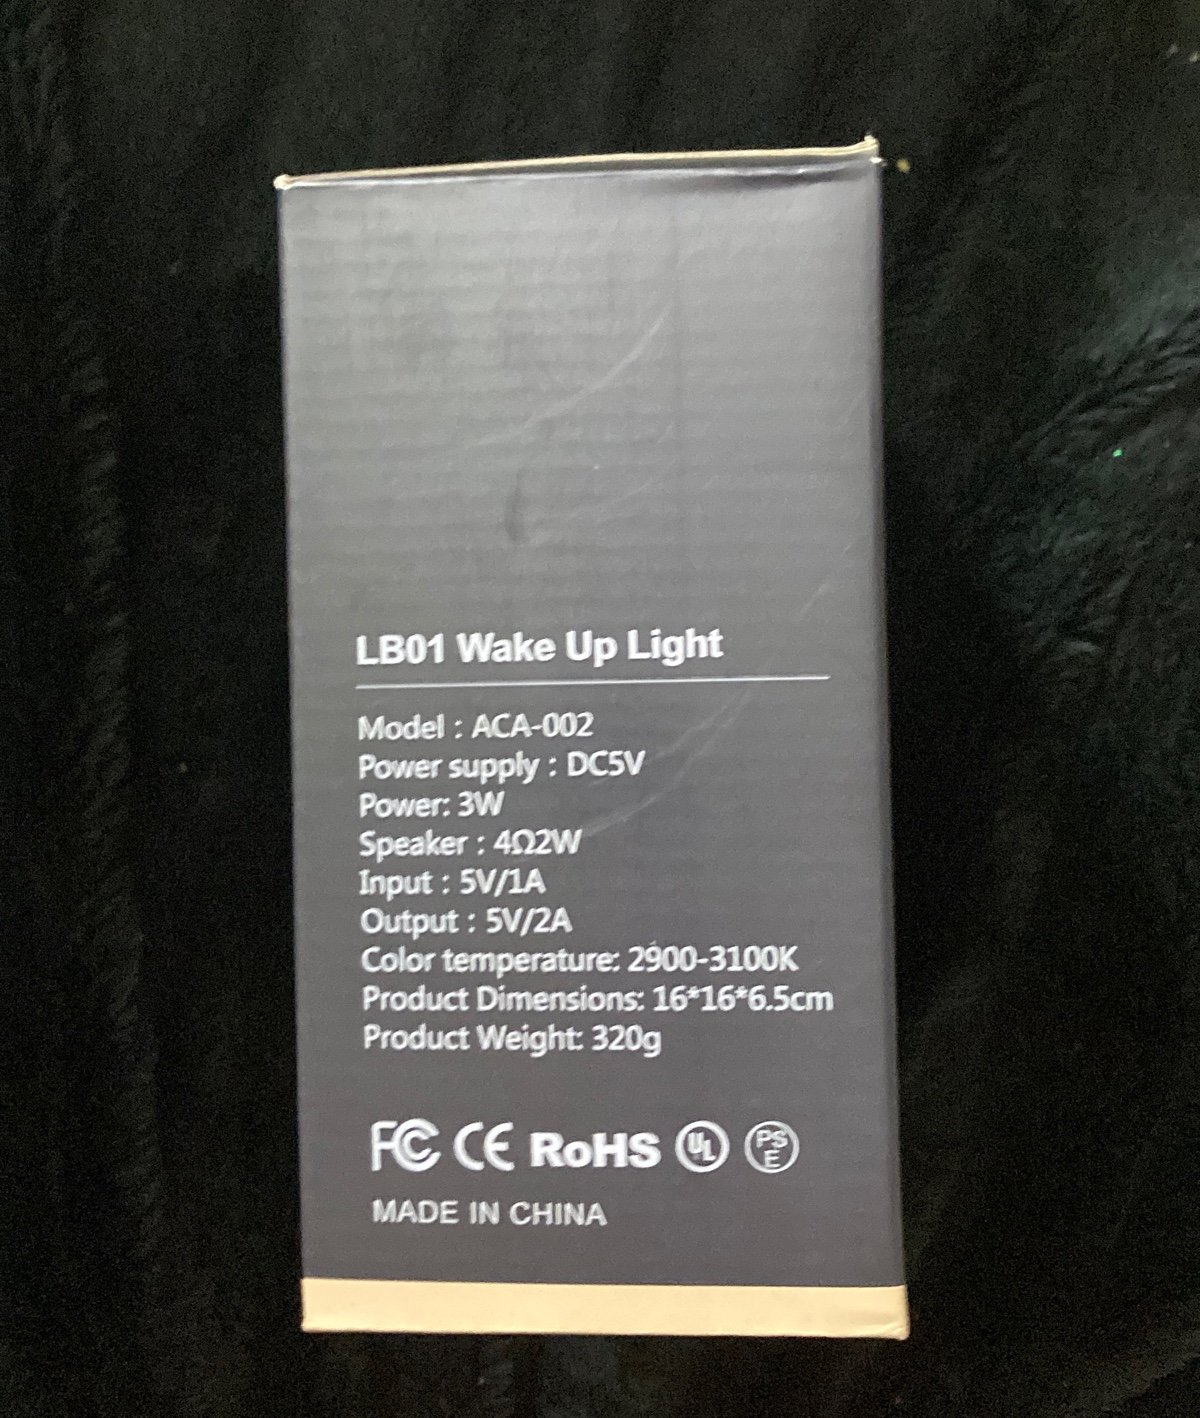 LB01 Wake Up Light
Model : ACA-002
Power supply : DC5V
Power: 3W
Speaker : 4Ω2W
Input : 5V/1A
Output : 5V/2A
Color temperature: 2900-3100K
Product Dimensions: 16*16*6.5cm
Product Weight: 320g
FC CE RoHS UL PSE
MADE IN CHINA